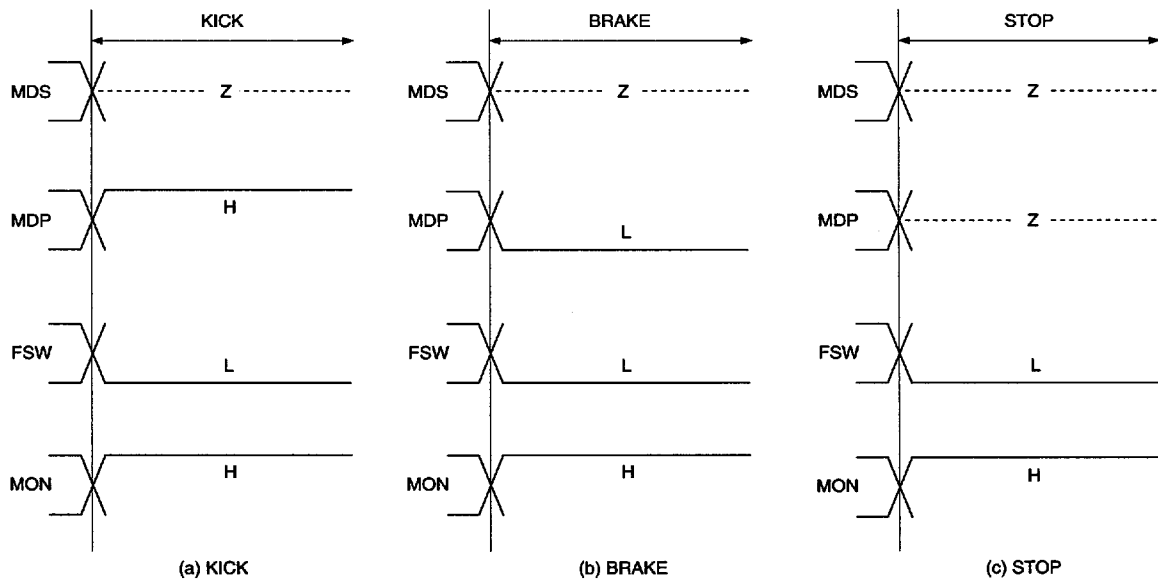 KICK
BRAKE
STOP
MDS
Z
MDS
Z
MDS
Z
MDP
H
MDP
L
MDP
Z
FSW
L
FSW
L
FSW
L
MON
H
MON
H
MON
H
(a) KICK
(b) BRAKE
(c) STOP